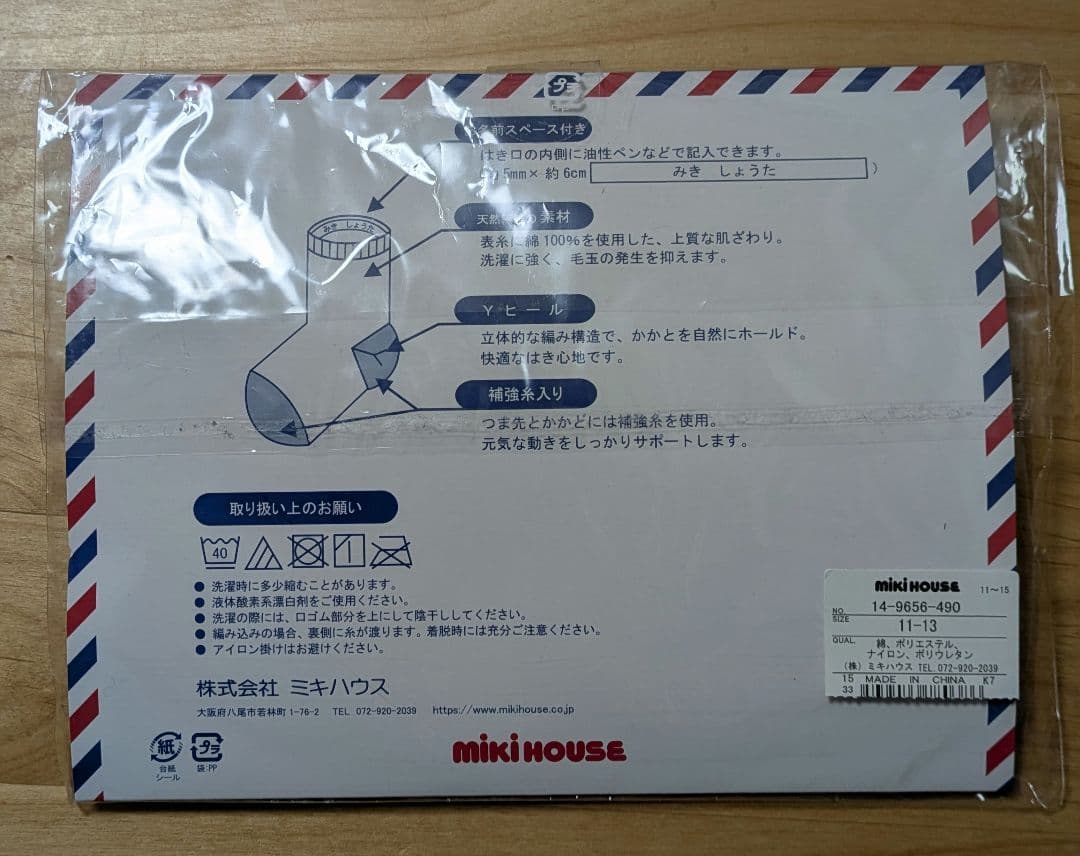 プラ
名前スペース付き
はき口の内側に油性ペンなどで記入できます。
5mm× 約6cm みき しょうた )
みき しょうた
天然 の素材
表糸に綿100%を使用した、上質な肌ざわり。
洗濯に強く、毛玉の発生を抑えます。
Yヒール
立体的な編み構造で、かかとを自然にホールド。
快適なはき心地です。
補強糸入り
つま先とかかどには補強糸を使用。
元気な動きをしっかりサポートします。
取り扱い上のお願い
40
1
● 洗濯時に多少縮むことがあります。
● 液体酸素系漂白剤をご使用ください。
● 洗濯の際には、口ゴム部分を上にして陰干ししてください。
● 編み込みの場合、裏側に糸が渡ります。着脱時には充分ご注意ください。
● アイロン掛けはお避けください。
株式会社 ミキハウス
大阪府八尾市若林町1-76-2 TEL 072-920-2039 https://www.mikihouse.co.jp
紙 プラ
台紙 袋:PP
シール
mikiHOUSE
mikiHOUSE 11~15
NO. 14-9656-490
SIZE 11-13
QUAL. 綿、ポリエステル、
ナイロン、ポリウレタン
(株)ミキハウス TEL.072-920-2039
15 MADE IN CHINA K7
33